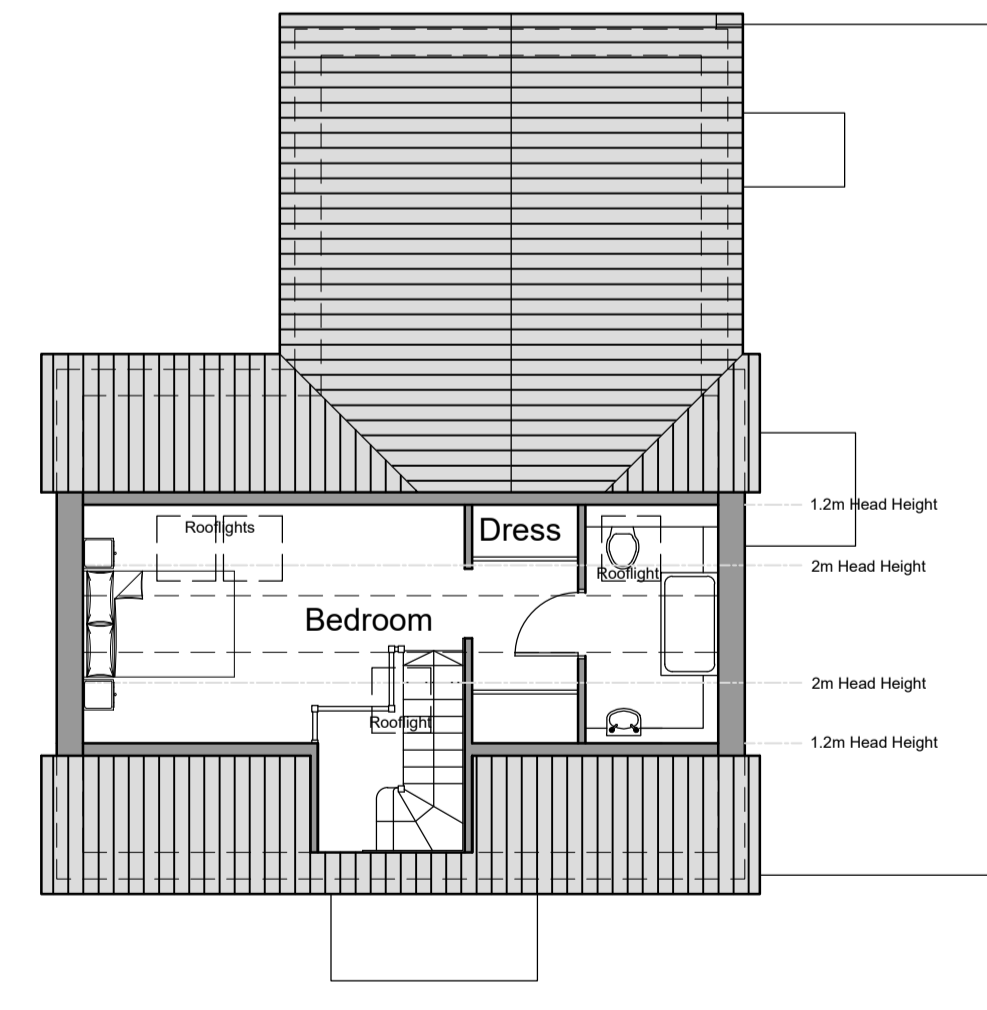 1.2m Head Height
Rooflights
Dress
2m Head Height
Rooflight
Bedroom
2m Head Height
Rooflight
1.2m Head Height